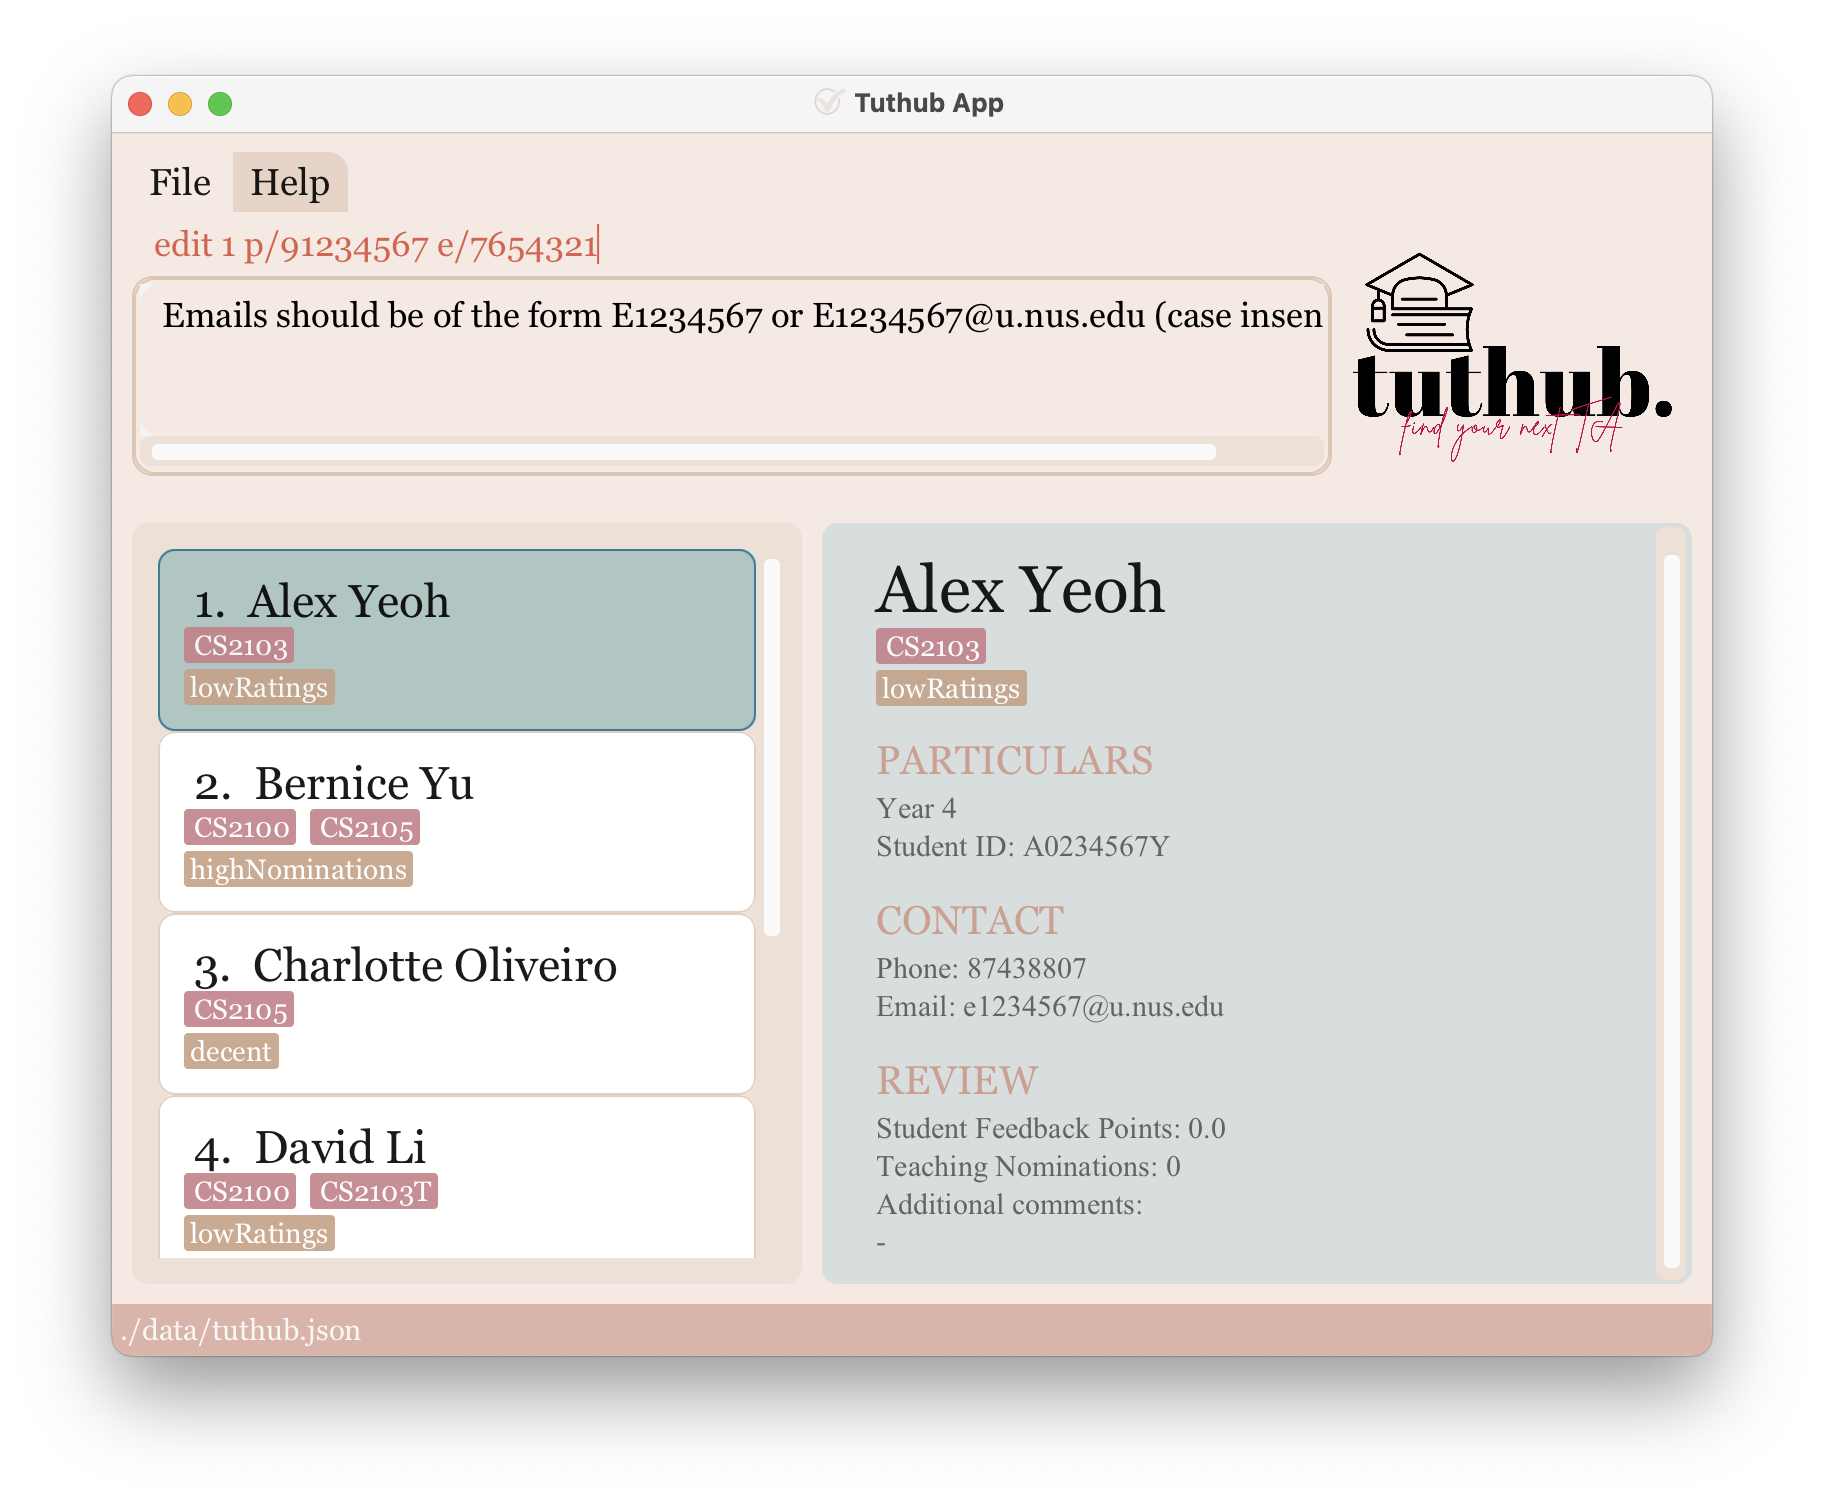 Tuthub App
File Help
edit 1 p/91234567 e/7654321
Emails should be of the form E1234567 or E1234567@u.nus.edu (case insen
tuthub.
find your next TA
1. Alex Yeoh
CS2103
lowRatings
2. Bernice Yu
CS2100 CS2105
highNominations
3. Charlotte Oliveiro
CS2105
decent
4. David Li
CS2100 CS2103T
lowRatings
Alex Yeoh
CS2103
lowRatings
PARTICULARS
Year 4
Student ID: A0234567Y
CONTACT
Phone: 87438807
Email: e1234567@u.nus.edu
REVIEW
Student Feedback Points: 0.0
Teaching Nominations: 0
Additional comments:
-
./data/tuthub.json